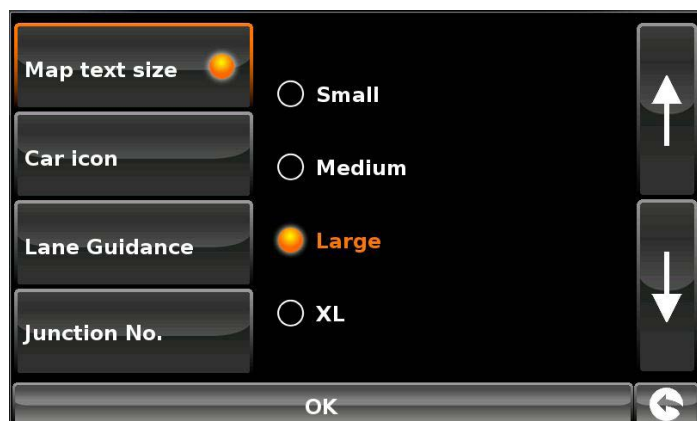 Map text size
Car icon
Lane Guidance
Junction No.
Small
Medium
Large
XL
OK